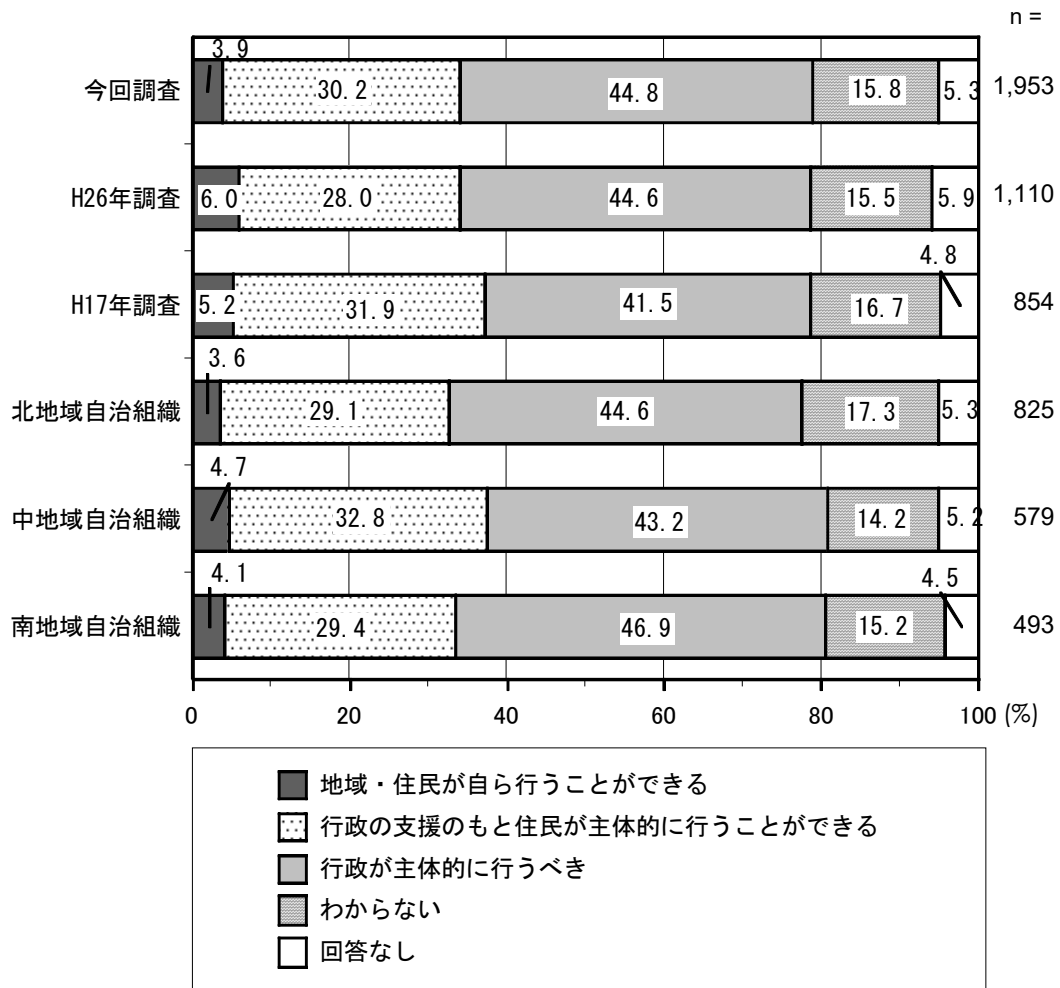 n =
3.9
今回調査 30.2 44.8 15.8 5.3 1,953
H26年調査 6.0 28.0 44.6 15.5 5.9 1,110
4.8
H17年調査 5.2 31.9 41.5 16.7 854
3.6
北地域自治組織 29.1 44.6 17.3 5.3 825
4.7
中地域自治組織 32.8 43.2 14.2 5.2 579
4.1 4.5
南地域自治組織 29.4 46.9 15.2 493
0 20 40 60 80 100 (%)
地域・住民が自ら行うことができる
行政の支援のもと住民が主体的に行うことができる
行政が主体的に行うべき
わからない
回答なし